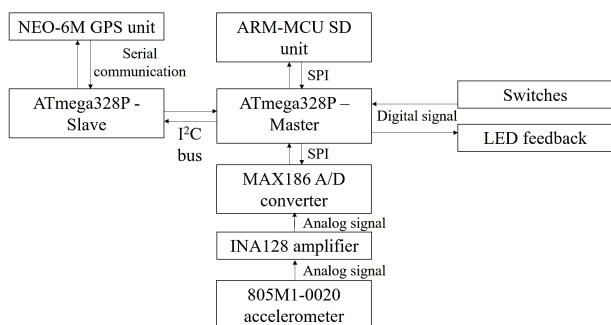 NEO-6M GPS unit
ARM-MCU SD
unit
Serial
communication
SPI
ATmega328P -
Slave
ATmega328P –
Master
Switches
Digital signal
LED feedback
I²C
bus
SPI
MAX186 A/D
converter
Analog signal
INA128 amplifier
Analog signal
805M1-0020
accelerometer